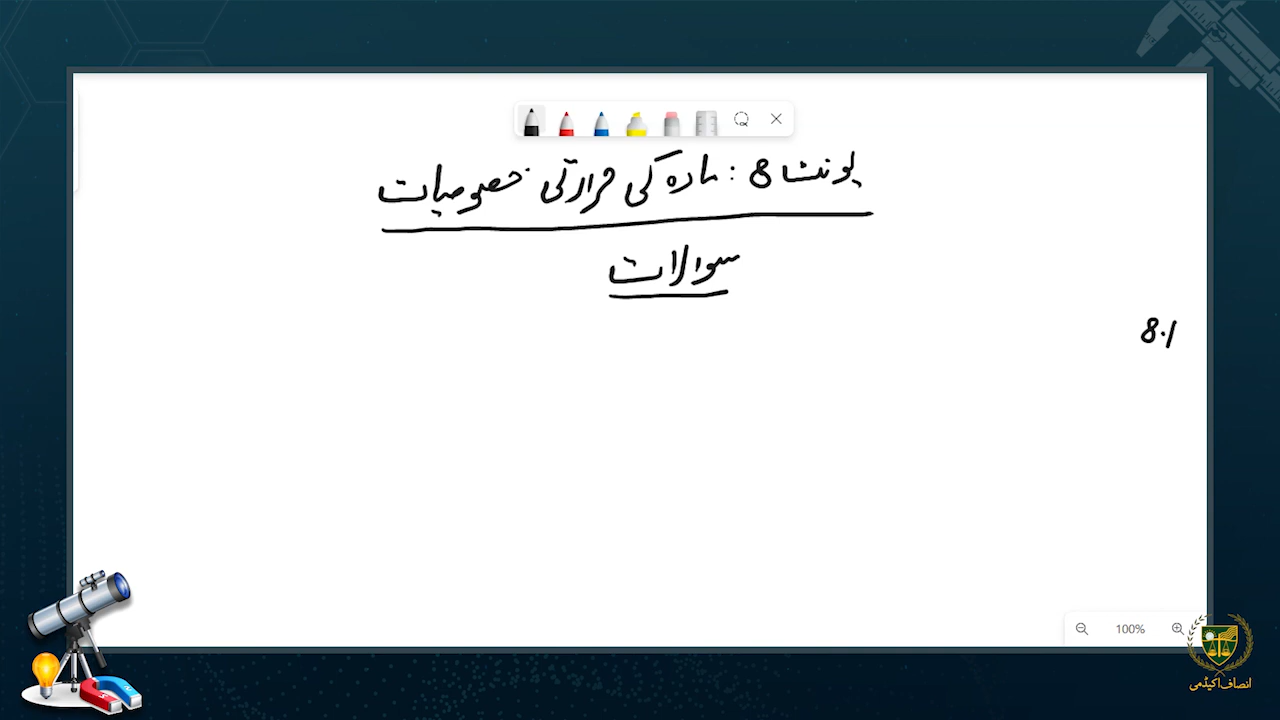 یونٹ 8 : مادہ کی حرارتی خصوصیات
سوالات
8.1
100%
انصاف اکیڈمی